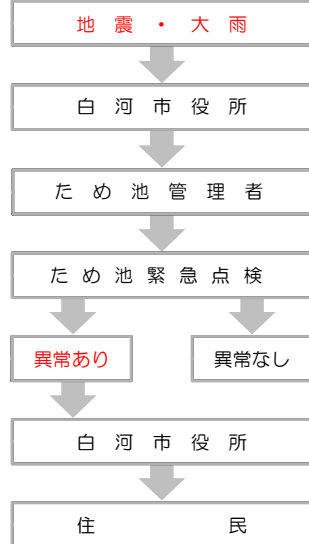 地震・大雨
白河市役所
ため池管理者
ため池緊急点検
異常あり 異常なし
白河市役所
住民